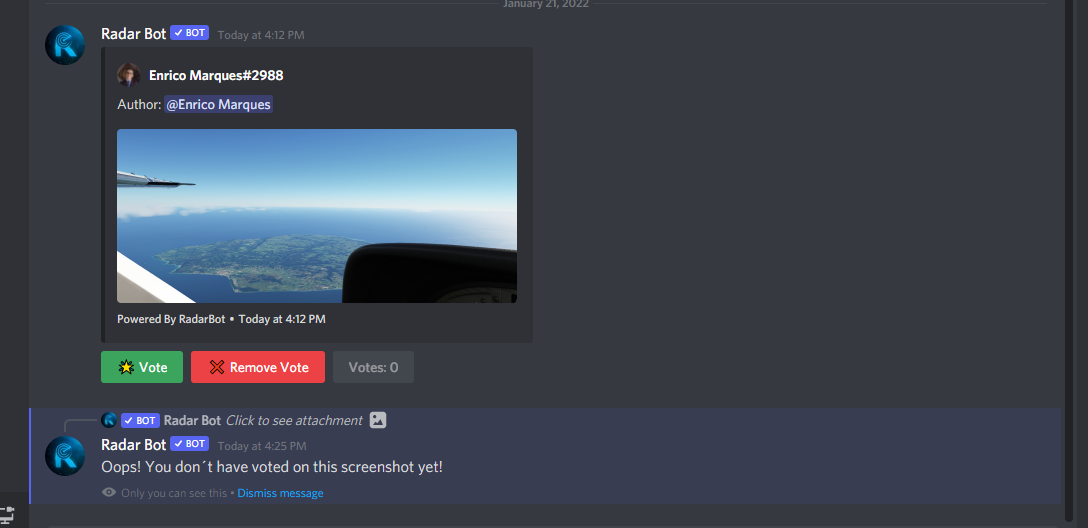 January 21, 2022
Radar Bot ✓ BOT Today at 4:12 PM
Enrico Marques#2988
Author: @Enrico Marques
Powered By RadarBot • Today at 4:12 PM
Vote Remove Vote Votes: 0
✓ BOT Radar Bot Click to see attachment
Radar Bot ✓ BOT Today at 4:25 PM
Oops! You don´t have voted on this screenshot yet!
Only you can see this • Dismiss message